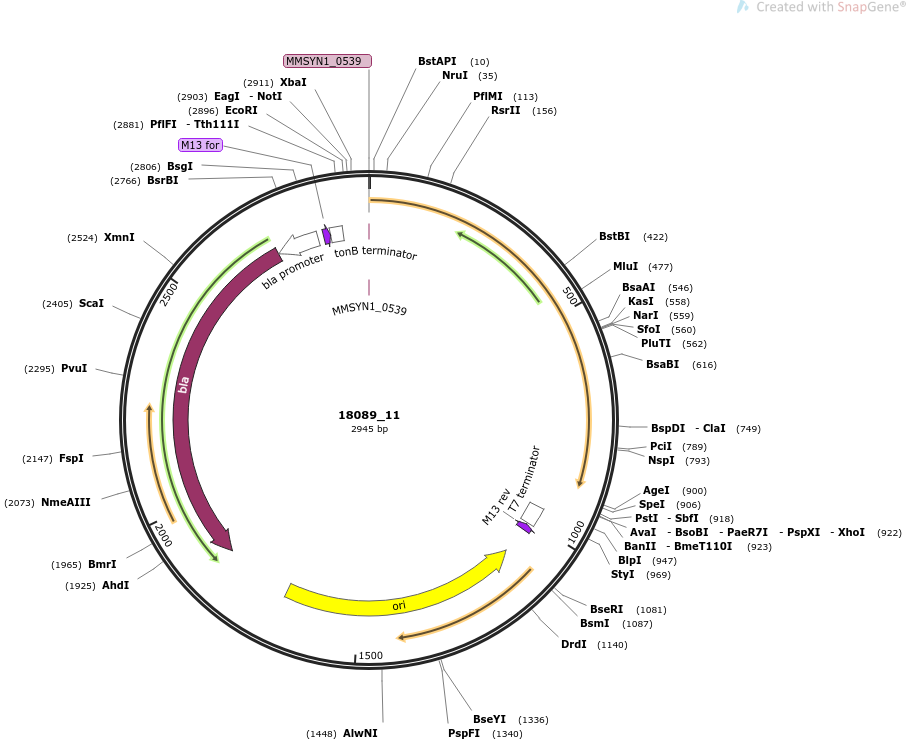 Created with SnapGene®
MMSYN1_0539
BstAPI (10)
NruI (35)
PflMI (113)
RsrII (156)
BstBI (422)
MluI (477)
BsaAI (546)
KasI (558)
NarI (559)
SfoI (560)
PluTI (562)
BsaBI (616)
BspDI - ClaI (749)
PciI (789)
NspI (793)
AgeI (900)
SpeI (906)
PstI - SbfI (918)
AvaI - BsoBI - PaeR7I - PspXI - XhoI (922)
BanII - BmeT110I (923)
BlpI (947)
StyI (969)
BseRI (1081)
BsmI (1087)
DrdI (1140)
BseYI (1336)
PspFI (1340)
(1448) AlwNI
(1925) AhdI
(1965) BmrI
(2073) NmeAIII
(2147) FspI
(2295) PvuI
(2405) ScaI
(2524) XmnI
(2766) BsrBI
(2806) BsgI
M13 for
(2881) PflFI - Tth111I
(2896) EcoRI
(2903) EagI - NotI
(2911) XbaI
500
1000
1500
2000
2500
tonB terminator
bla promoter
MMSYN1_0539
bla
18089_11
2945 bp
T7 terminator
M13 rev
ori